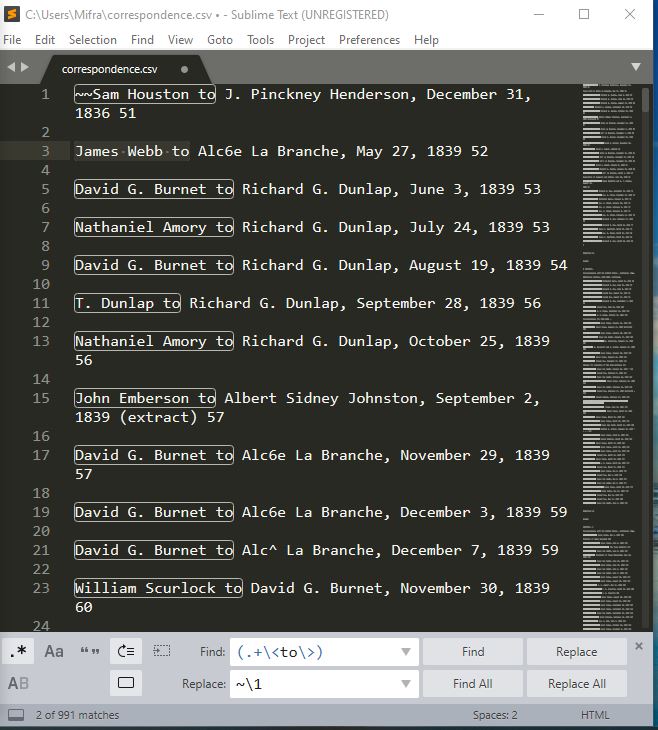 C:\Users\Mifra\correspondence.csv • - Sublime Text (UNREGISTERED)
File Edit Selection Find View Goto Tools Project Preferences Help
correspondence.csv
1 ~~Sam Houston to J. Pinckney Henderson, December 31,
1836 51
2
3 James Webb to Alc6e La Branche, May 27, 1839 52
4
5 David G. Burnet to Richard G. Dunlap, June 3, 1839 53
6
7 Nathaniel Amory to Richard G. Dunlap, July 24, 1839 53
8
9 David G. Burnet to Richard G. Dunlap, August 19, 1839 54
10
11 T. Dunlap to Richard G. Dunlap, September 28, 1839 56
12
13 Nathaniel Amory to Richard G. Dunlap, October 25, 1839
56
14
15 John Emberson to Albert Sidney Johnston, September 2,
1839 (extract) 57
16
17 David G. Burnet to Alc6e La Branche, November 29, 1839
57
18
19 David G. Burnet to Alc6e La Branche, December 3, 1839 59
20
21 David G. Burnet to Alc^ La Branche, December 7, 1839 59
22
23 William Scurlock to David G. Burnet, November 30, 1839
60
24
.* Aa “” Find: (.+\<to\>) Find Replace
AB Replace: ~\1 Find All Replace All
2 of 991 matches Spaces: 2 HTML